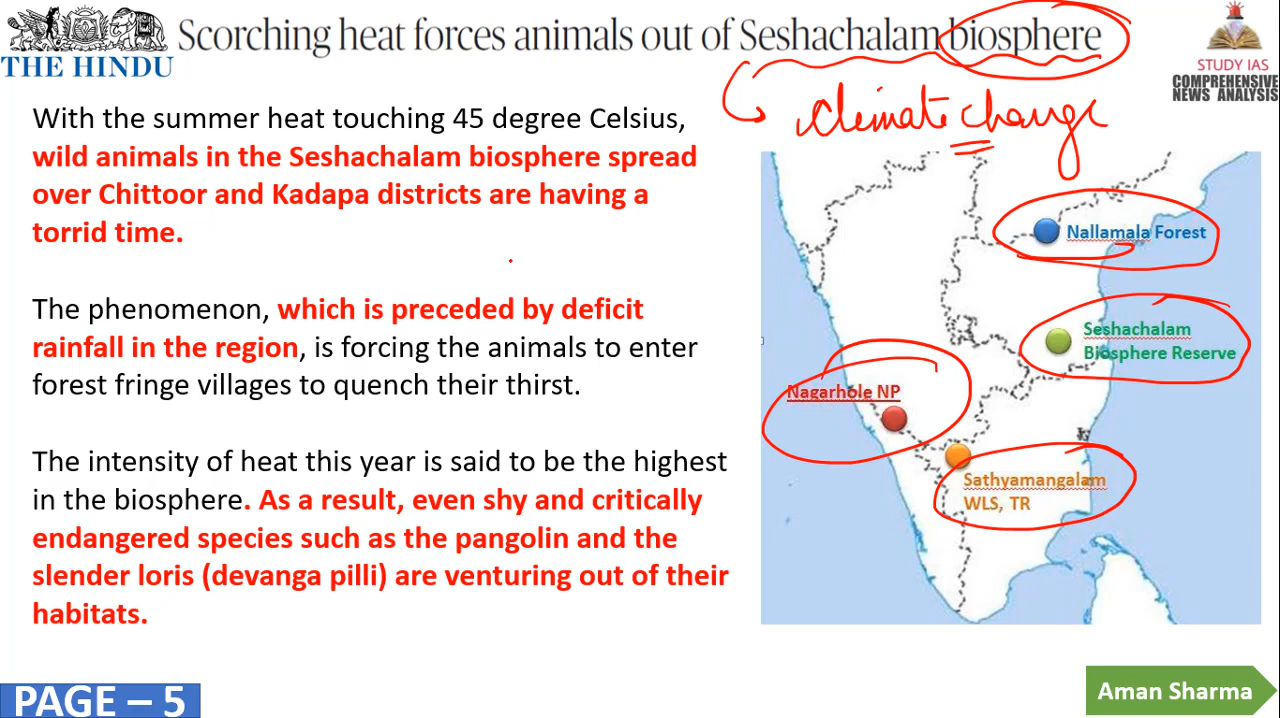 THE HINDU
Scorching heat forces animals out of Seshachalam biosphere
STUDY IAS
COMPREHENSIVE
NEWS ANALYSIS
Climate change
With the summer heat touching 45 degree Celsius,
wild animals in the Seshachalam biosphere spread
over Chittoor and Kadapa districts are having a
torrid time.
The phenomenon, which is preceded by deficit
rainfall in the region, is forcing the animals to enter
forest fringe villages to quench their thirst.
The intensity of heat this year is said to be the highest
in the biosphere. As a result, even shy and critically
endangered species such as the pangolin and the
slender loris (devanga pilli) are venturing out of their
habitats.
Nallamala Forest
Seshachalam
Biosphere Reserve
Nagarhole NP
Sathyamangalam
WLS, TR
PAGE – 5
Aman Sharma